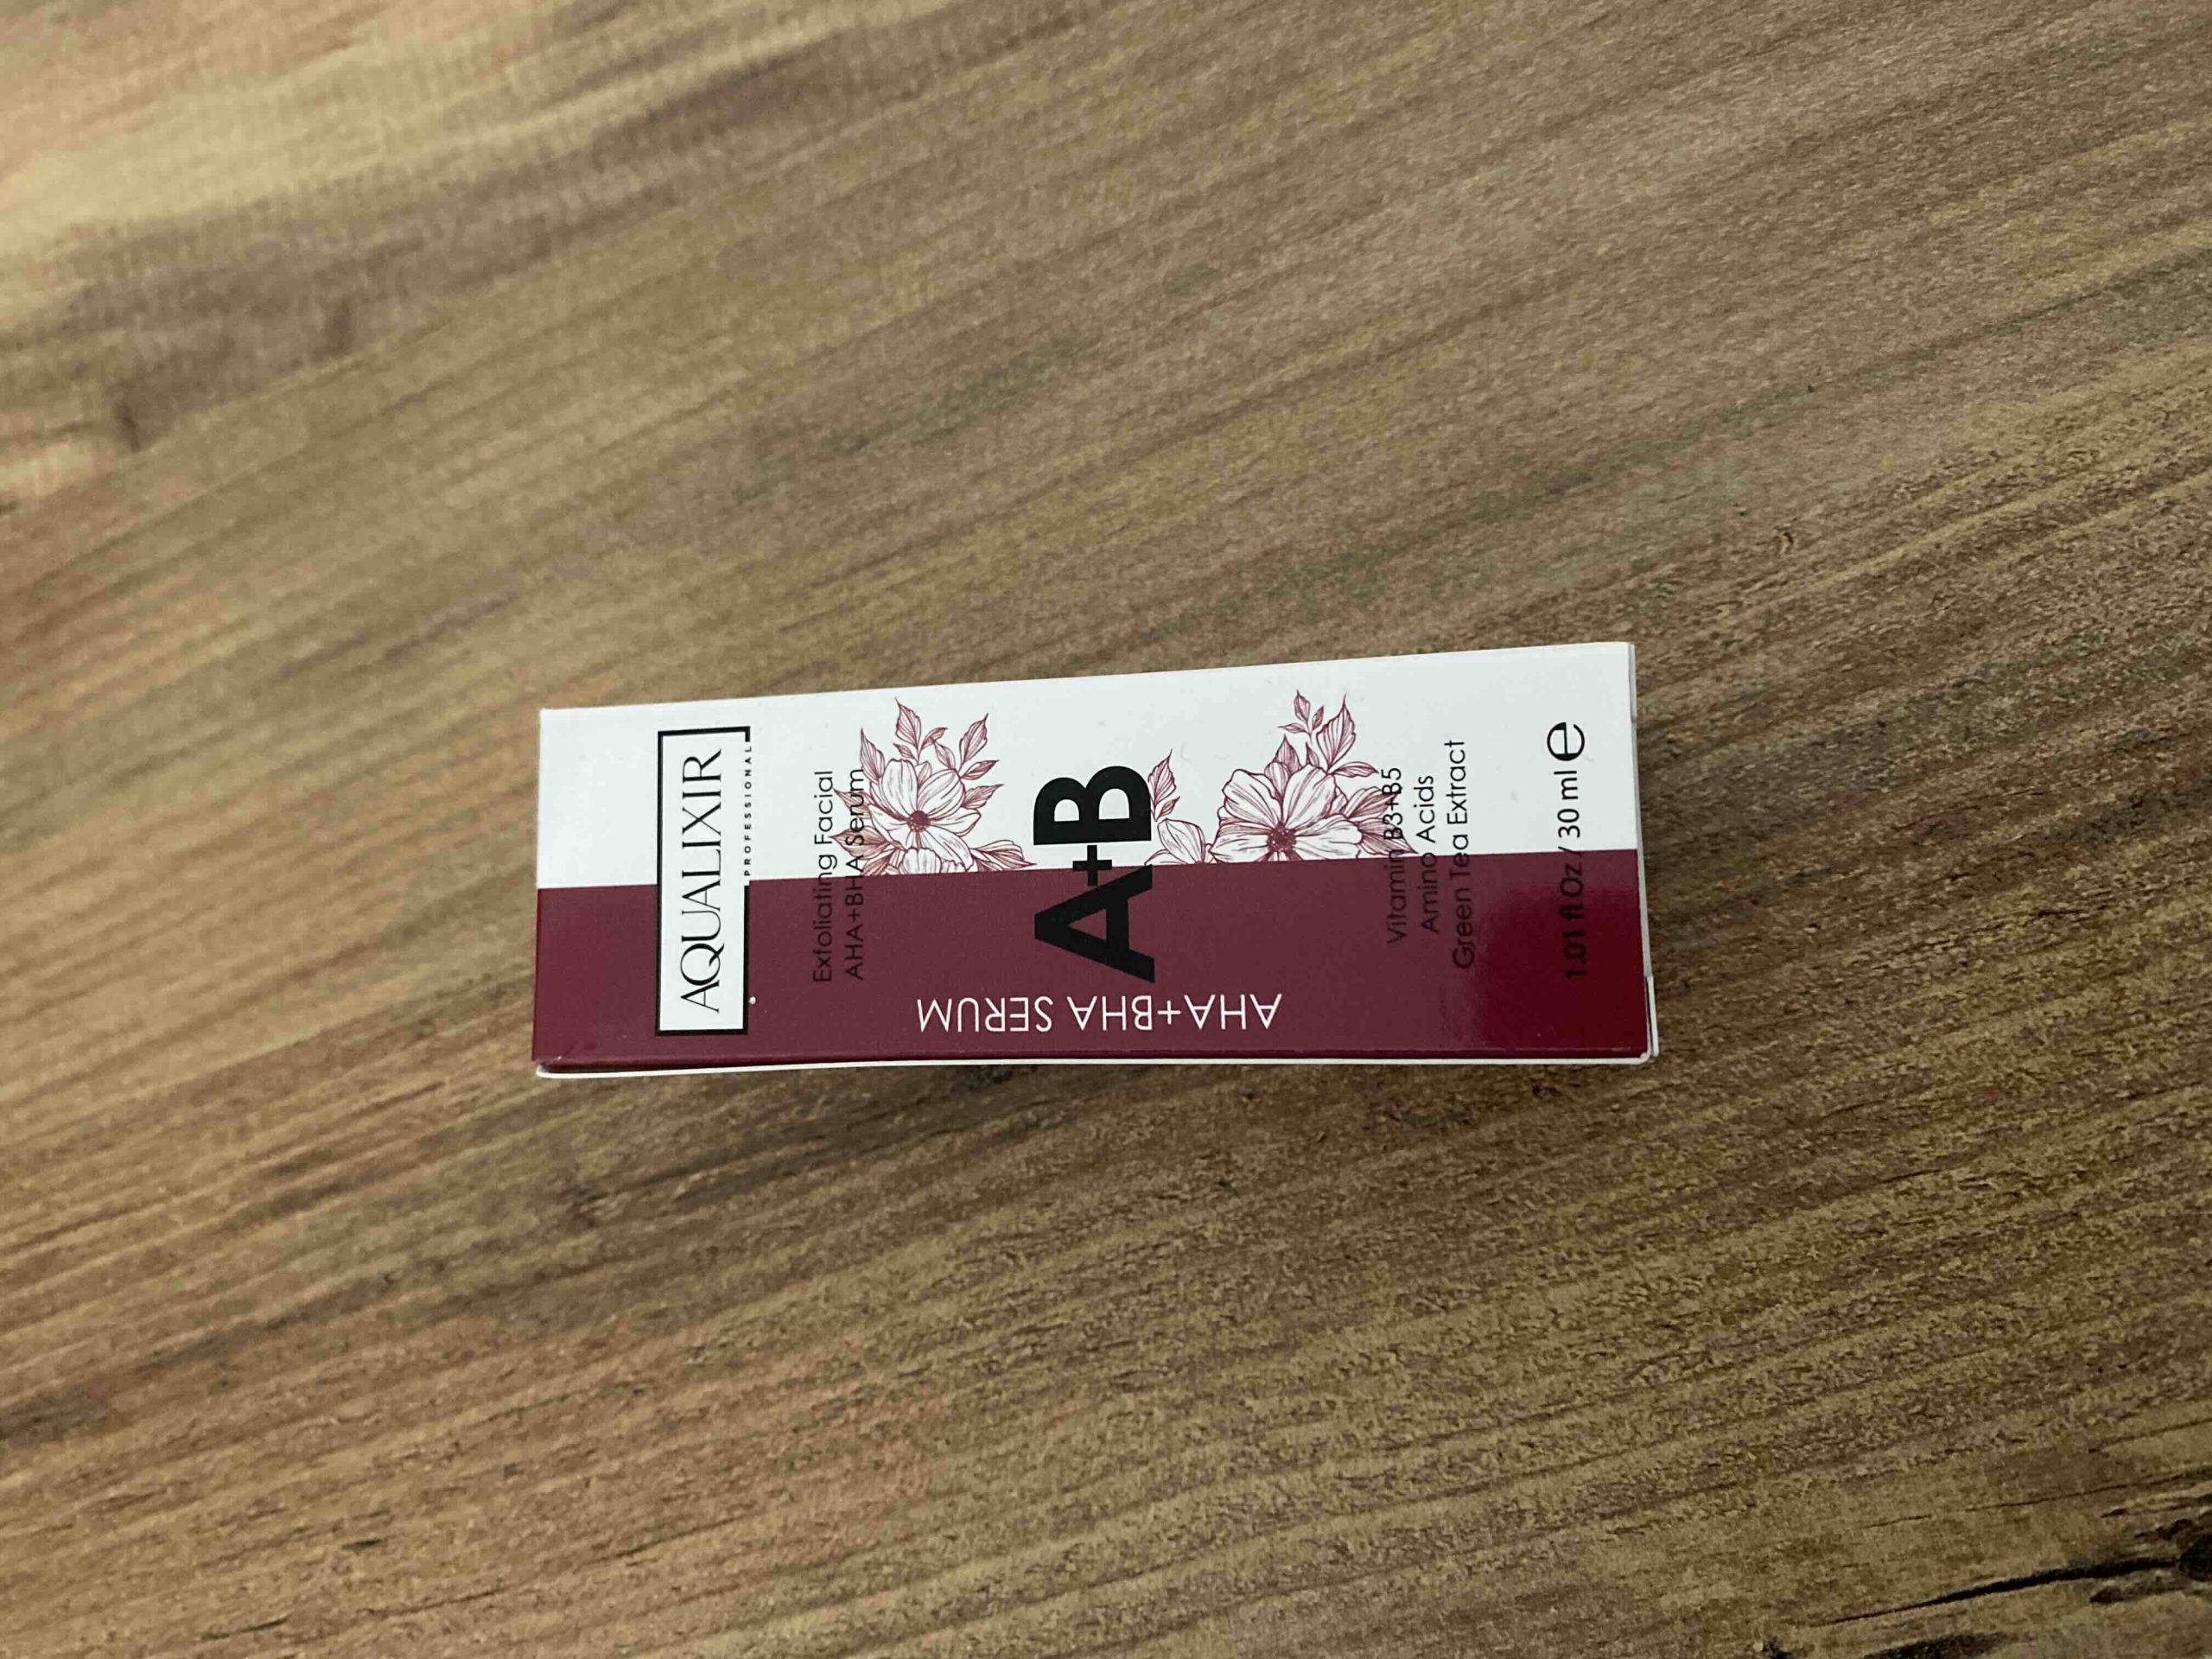 AQUALIXIR
PROFESSIONAL
Exfoliating Facial
AHA+BHA Serum
A+B
AHA+BHA SERUM
Vitamin B3+B5
Amino Acids
Green Tea Extract
1.01 fl Oz / 30 ml e